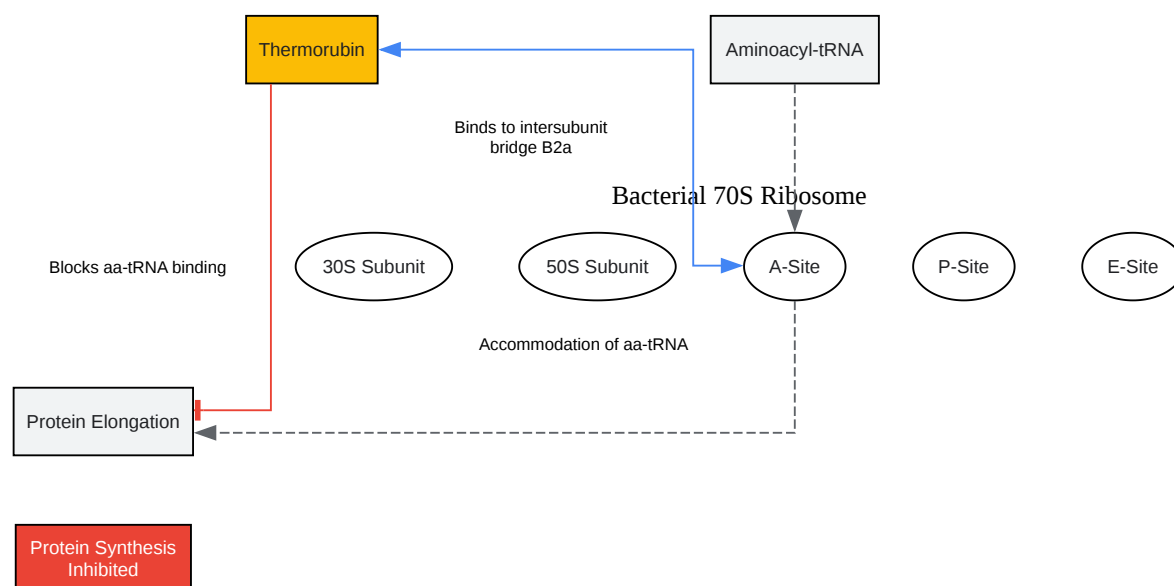 Thermorubin
Aminoacyl-tRNA
Binds to intersubunit
bridge B2a
Bacterial 70S Ribosome
Blocks aa-tRNA binding
30S Subunit
50S Subunit
A-Site
P-Site
E-Site
Accommodation of aa-tRNA
Protein Elongation
Protein Synthesis
Inhibited